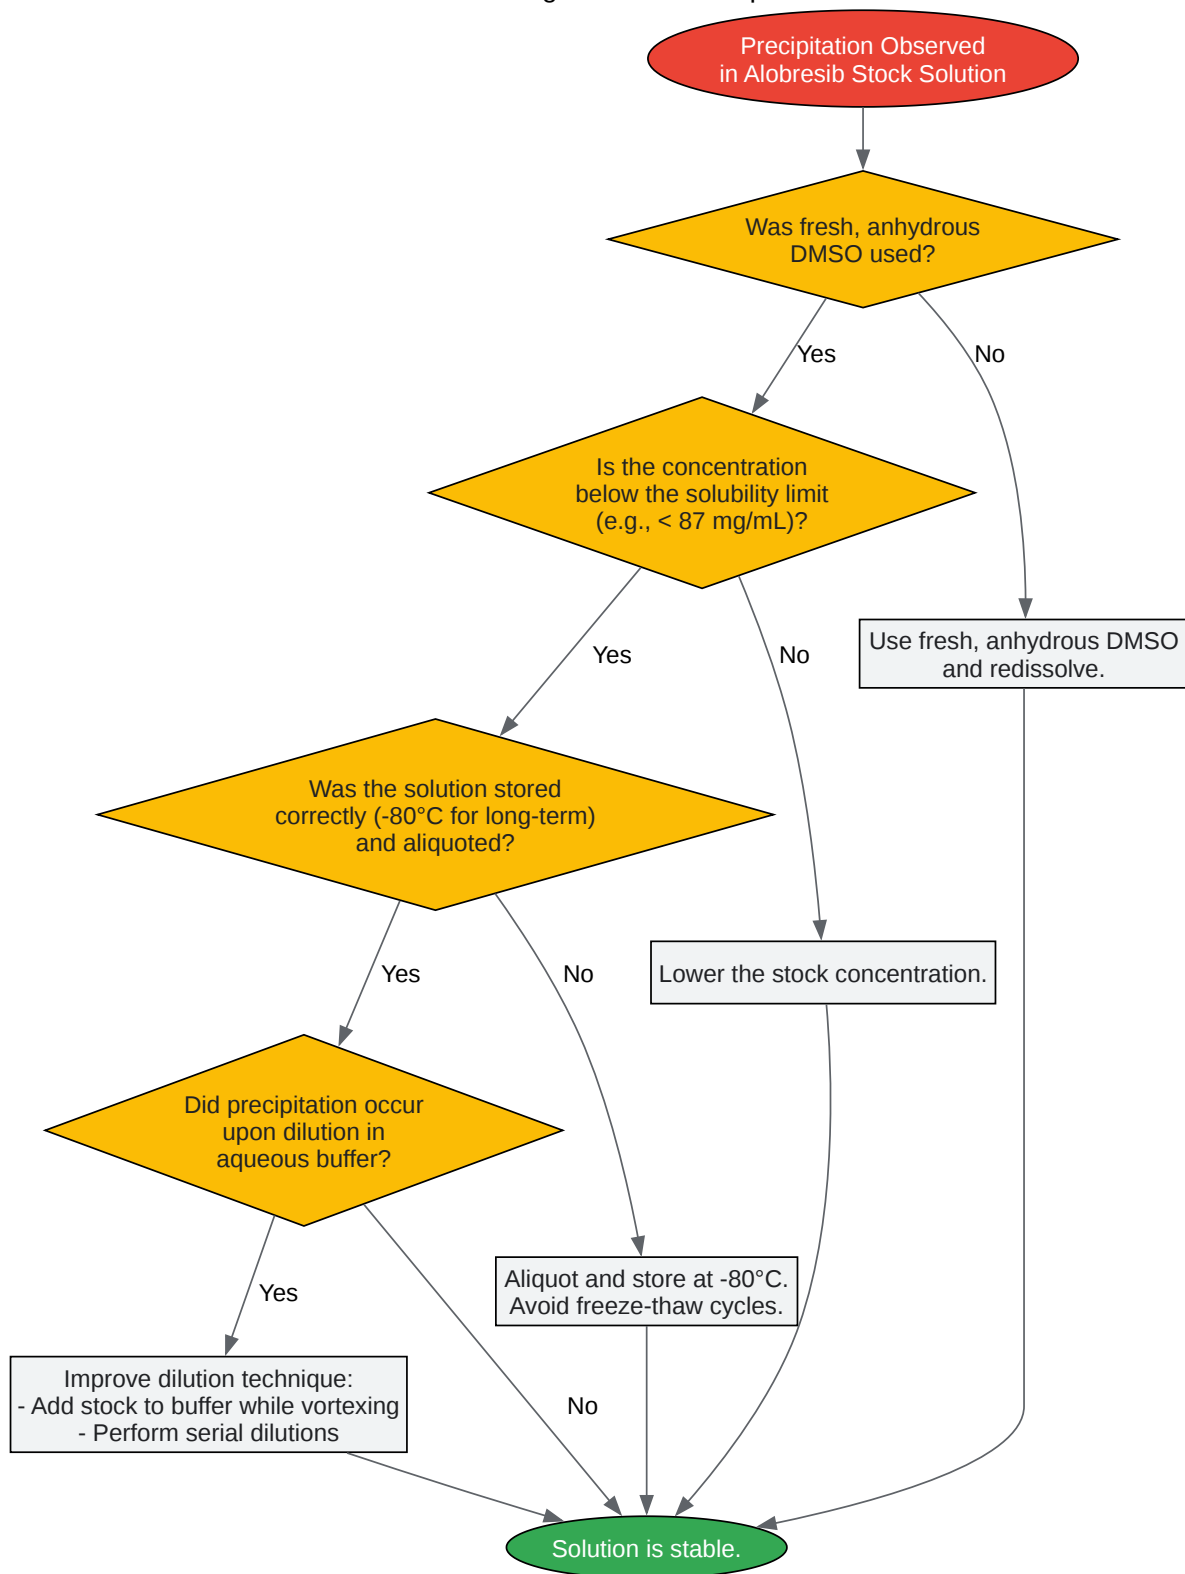 Precipitation Observed
in Alobresib Stock Solution
Was fresh, anhydrous
DMSO used?
Yes
No
Is the concentration
below the solubility limit
(e.g., < 87 mg/mL)?
Use fresh, anhydrous DMSO
and redissolve.
Yes
No
Was the solution stored
correctly (-80°C for long-term)
and aliquoted?
Lower the stock concentration.
Yes
No
Did precipitation occur
upon dilution in
aqueous buffer?
Aliquot and store at -80°C.
Avoid freeze-thaw cycles.
Yes
No
Improve dilution technique:
- Add stock to buffer while vortexing
- Perform serial dilutions
Solution is stable.